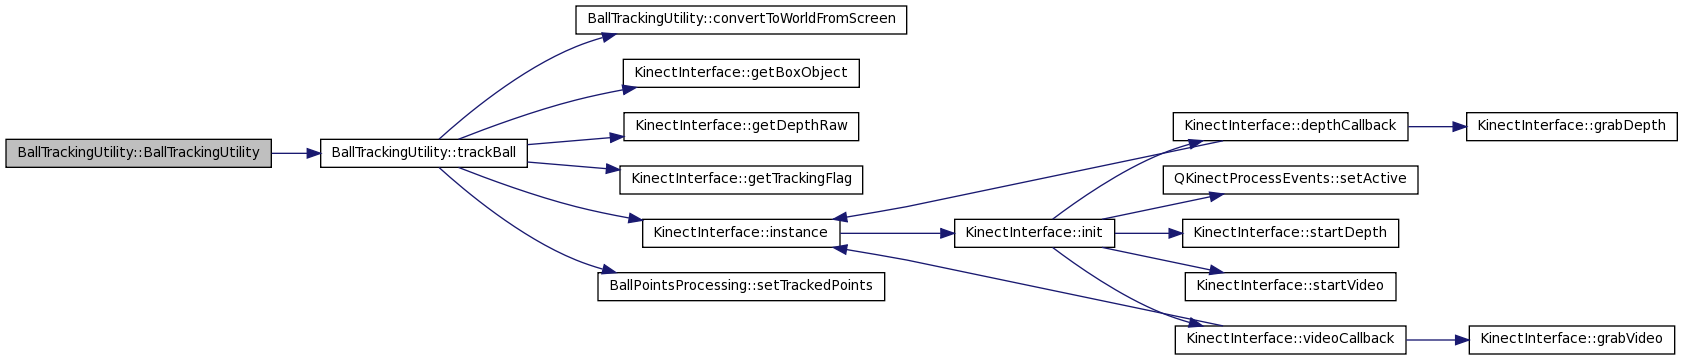 BallTrackingUtility::BallTrackingUtility
BallTrackingUtility::trackBall
BallTrackingUtility::convertToWorldFromScreen
KinectInterface::getBoxObject
KinectInterface::getDepthRaw
KinectInterface::getTrackingFlag
KinectInterface::instance
BallPointsProcessing::setTrackedPoints
KinectInterface::init
KinectInterface::depthCallback
QKinectProcessEvents::setActive
KinectInterface::startDepth
KinectInterface::startVideo
KinectInterface::videoCallback
KinectInterface::grabDepth
KinectInterface::grabVideo